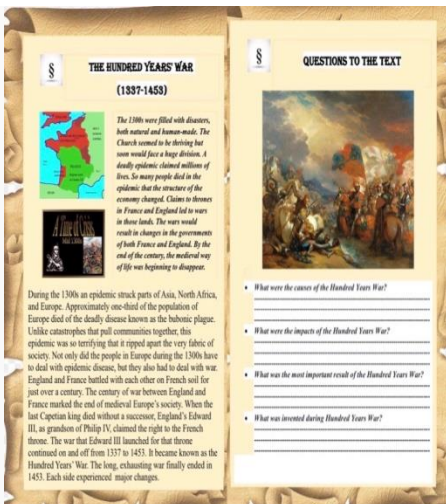 §
THE HUNDRED YEARS' WAR
(1337-1453)
The 1300s were filled with disasters,
both natural and human-made. The
Church seemed to be thriving but
soon would face a huge division. A
deadly epidemic claimed millions of
lives. So many people died in the
epidemic that the structure of the
economy changed. Claims to thrones
in France and England led to wars
in those lands. The wars would
result in changes in the governments
of both France and England. By the
end of the century, the medieval way
of life was beginning to disappear.
A Time of Crisis
During the 1300s an epidemic struck parts of Asia, North Africa,
and Europe. Approximately one-third of the population of
Europe died of the deadly disease known as the bubonic plague.
Unlike catastrophes that pull communities together, this
epidemic was so terrifying that it ripped apart the very fabric of
society. Not only did the people in Europe during the 1300s have
to deal with epidemic disease, but they also had to deal with war.
England and France battled with each other on French soil for
just over a century. The century of war between England and
France marked the end of medieval Europe's society. When the
last Capetian king died without a successor, England's Edward
III, as grandson of Philip IV, claimed the right to the French
throne. The war that Edward III launched for that throne
continued on and off from 1337 to 1453. It became known as the
Hundred Years' War. The long, exhausting war finally ended in
1453. Each side experienced major changes.
§
QUESTIONS TO THE TEXT
What were the causes of the Hundred Years War?
What were the impacts of the Hundred Years War?
What was the most important result of the Hundred Years War?
What was invented during Hundred Years War?